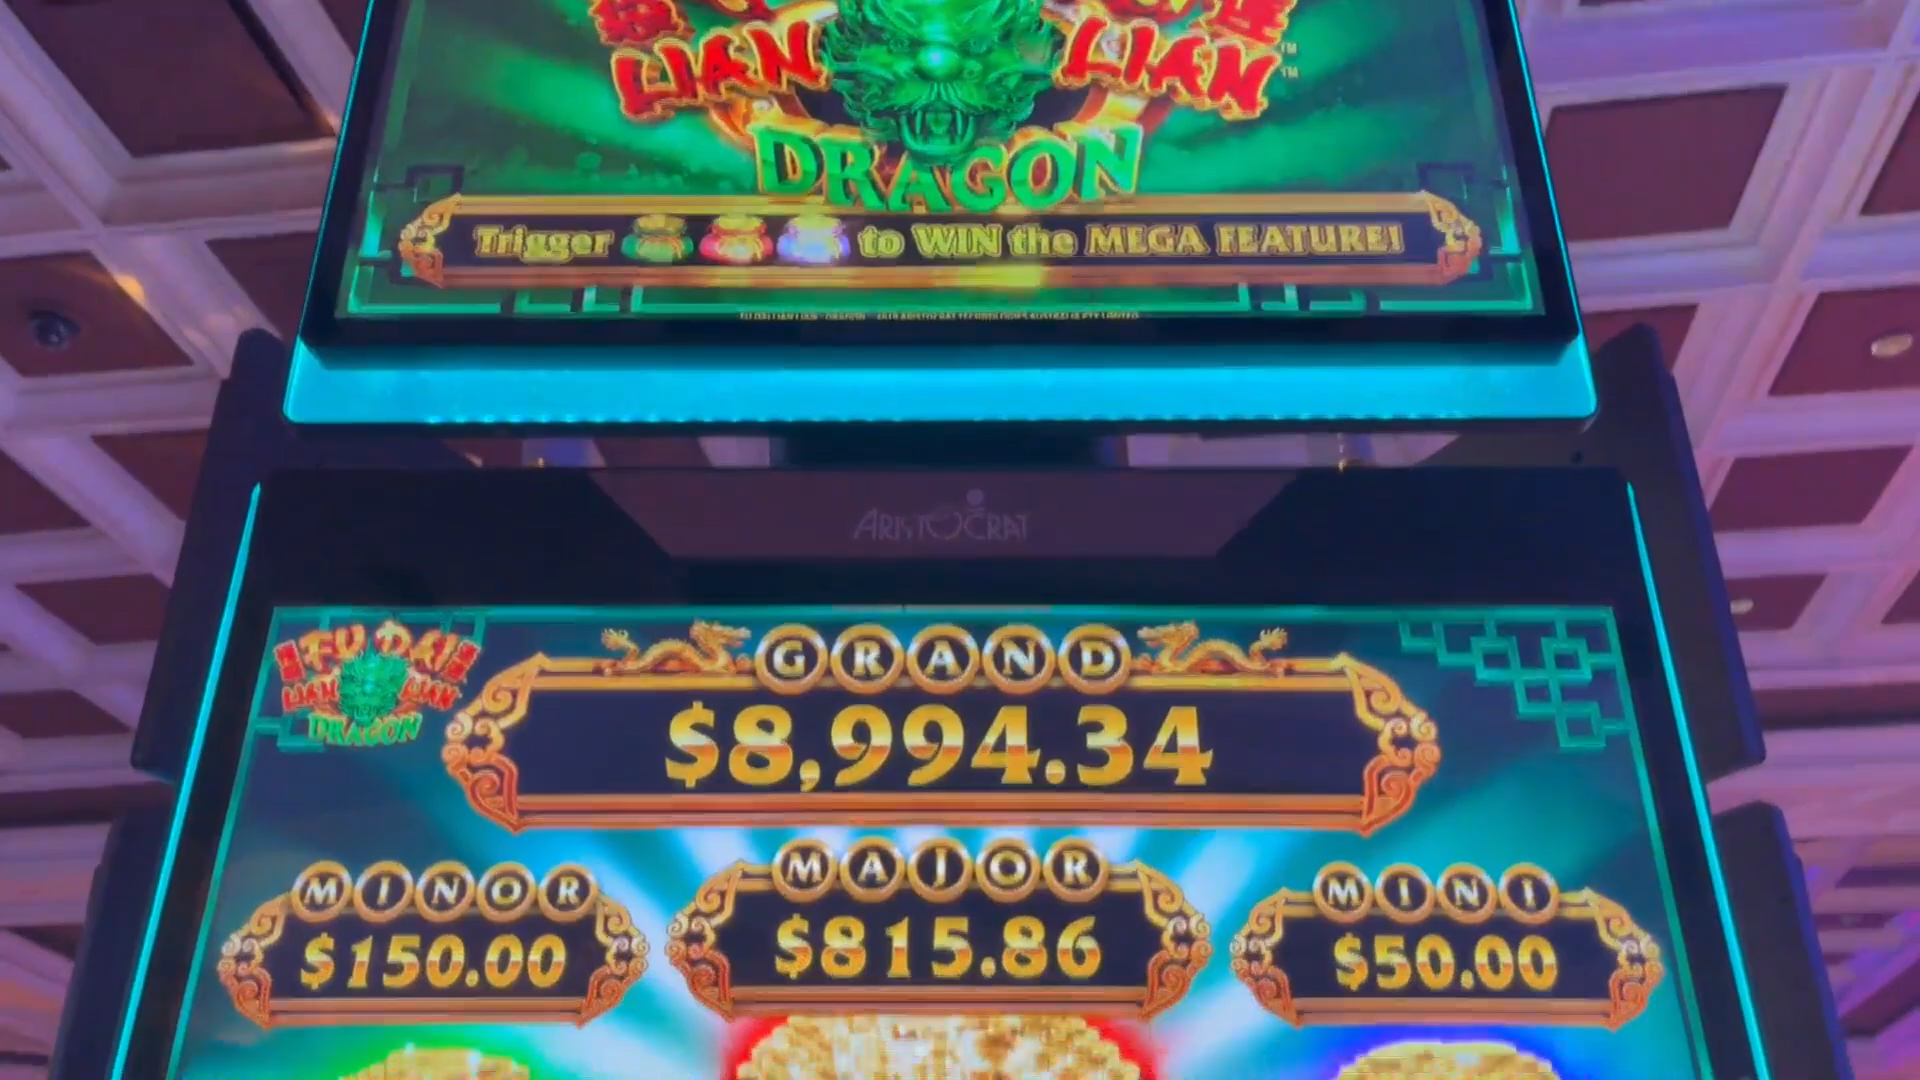 LIAN LIAN
DRAGON
Trigger to WIN the MEGA FEATURE!
ARISTOCRAT
FU DAI
LIAN LIAN
DRAGON
GRAND
$8,994.34
MINOR
$150.00
MAJOR
$815.86
MINI
$50.00